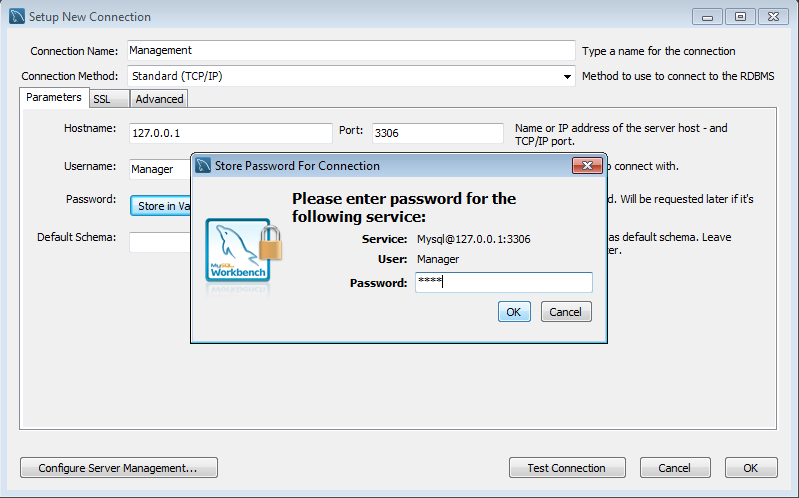 Setup New Connection
Connection Name: Management Type a name for the connection
Connection Method: Standard (TCP/IP) Method to use to connect to the RDBMS
Parameters SSL Advanced
Hostname: 127.0.0.1 Port: 3306 Name or IP address of the server host - and
TCP/IP port.
Username: Manager o connect with.
Password: Store in Va d. Will be requested later if it's
Default Schema: as default schema. Leave
er.
Store Password For Connection
Please enter password for the
following service:
Service: Mysql@127.0.0.1:3306
User: Manager
Password: ****
MySQL
Workbench
OK Cancel
Configure Server Management... Test Connection Cancel OK